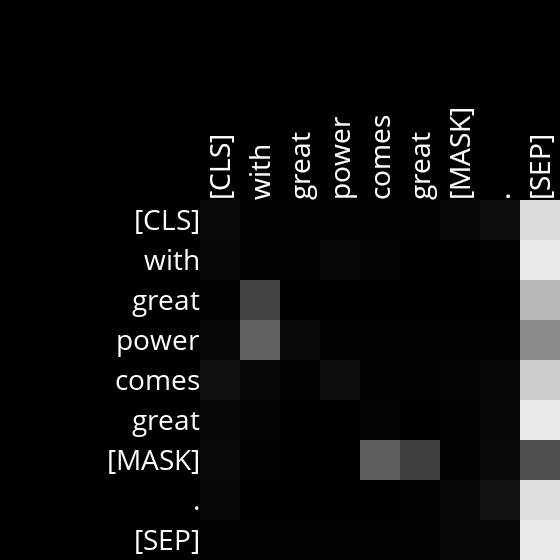 [CLS] with great power comes great [MASK] . [SEP]
[CLS]
with
great
power
comes
great
[MASK]
.
[SEP]